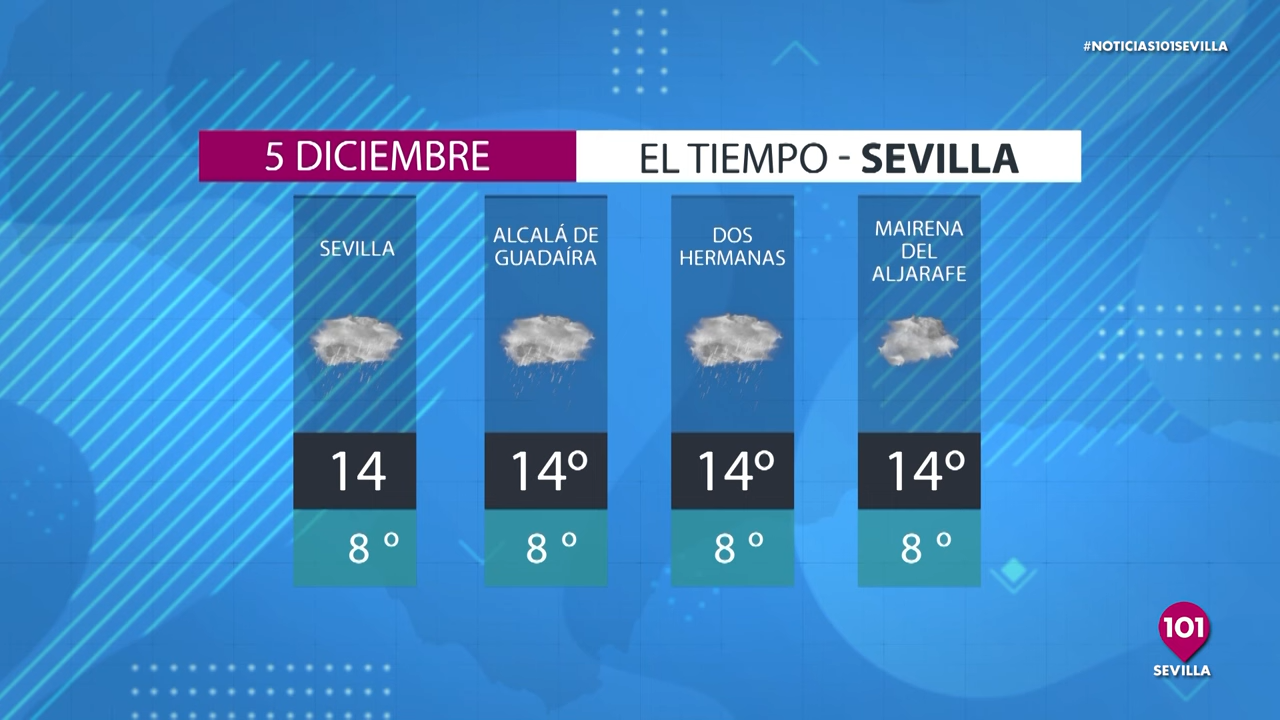 #NOTICIAS101SEVILLA
5 DICIEMBRE
EL TIEMPO - SEVILLA
SEVILLA
14
8 º
ALCALÁ DE
GUADAÍRA
14º
8 º
DOS
HERMANAS
14º
8 º
MAIRENA
DEL
ALJARAFE
14º
8 º
101
SEVILLA